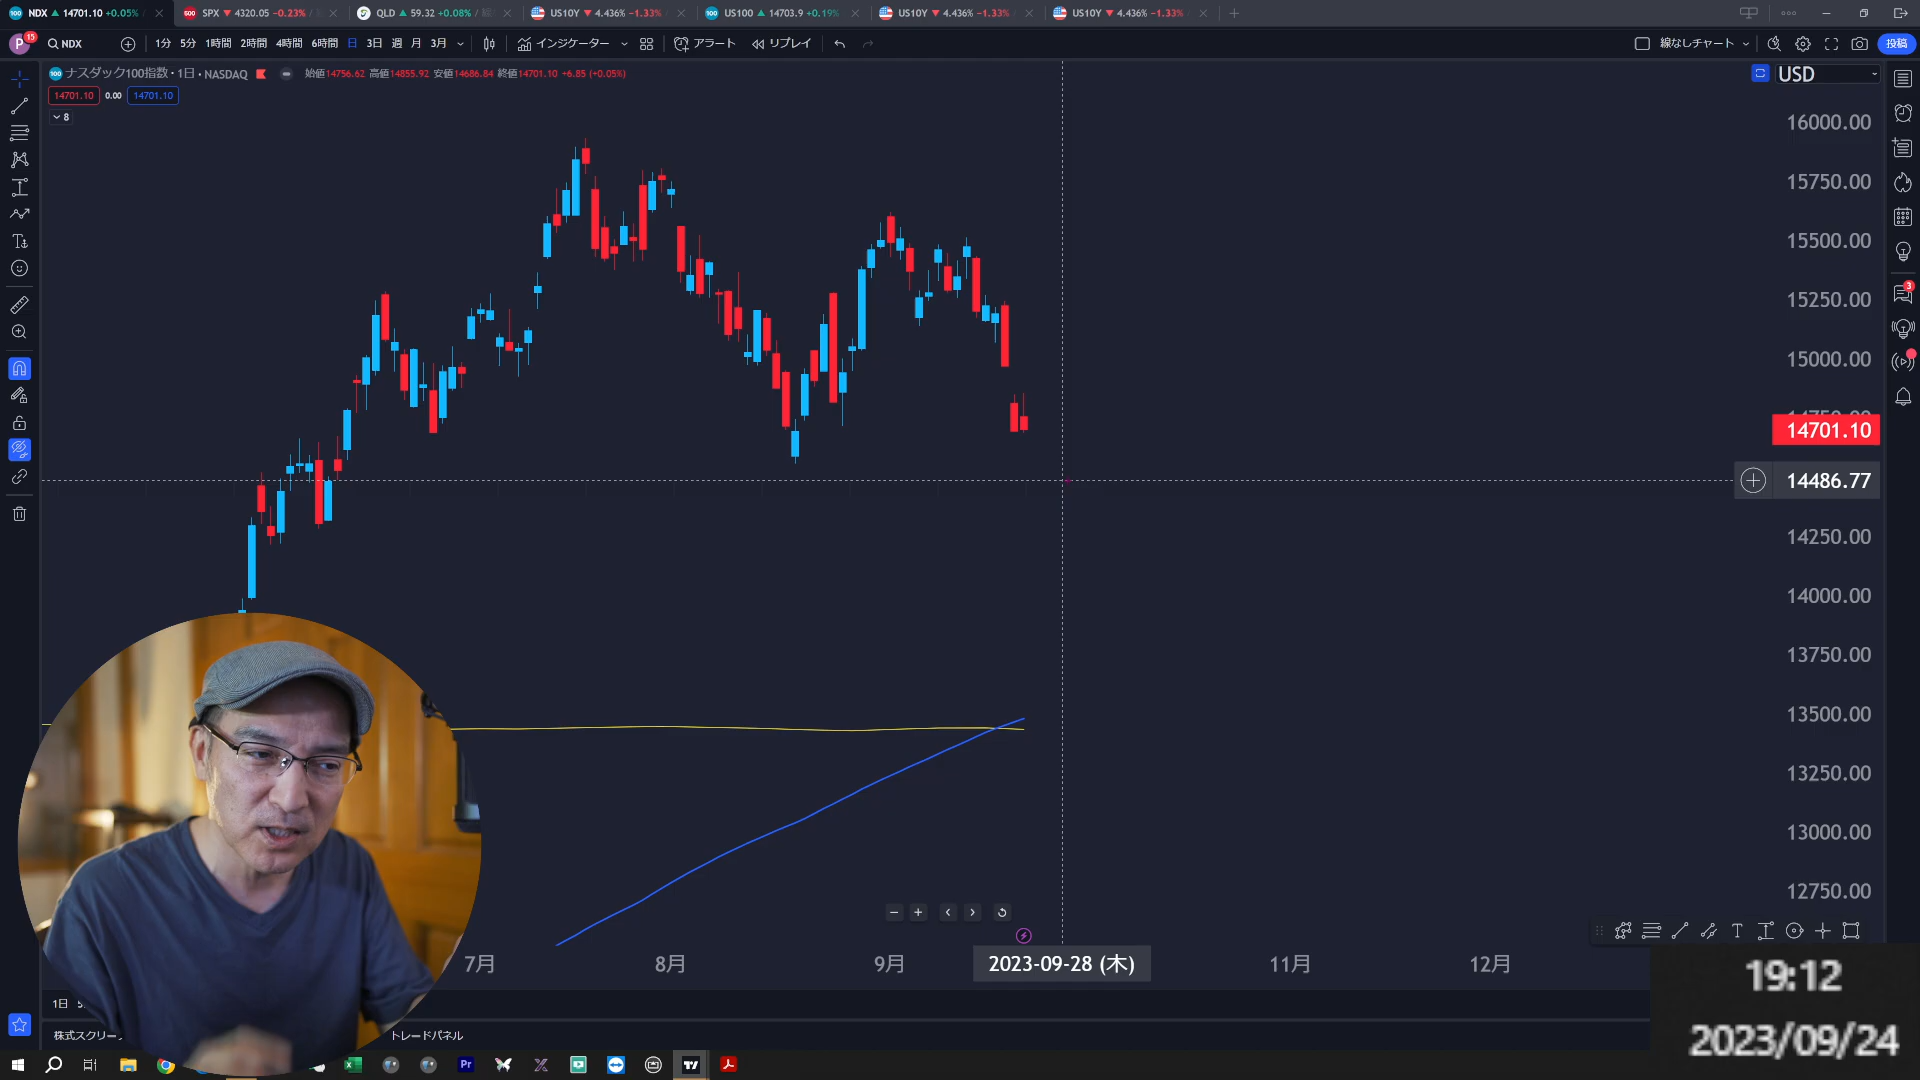 NDX ▲ 14701.10 +0.05%
SPX ▼ 4320.05 −0.23%
QLD ▲ 59.32 +0.08%
US10Y ▼ 4.436% −1.33%
US100 ▲ 14703.9 +0.19%
US10Y ▼ 4.436% −1.33%
US10Y ▼ 4.436% −1.33%
P 15 NDX 1分 5分 1時間 2時間 4時間 6時間 日 3日 週 月 3月 インジケーター アラート リプレイ 線なしチャート 投稿
100 ナスダック100指数・1日・NASDAQ 始値14756.62 高値14855.92 安値14686.84 終値14701.10 +6.85 (+0.05%)
USD
14701.10 0.00 14701.10
8
16000.00
15750.00
15500.00
15250.00
15000.00
14701.10
14486.77
14250.00
14000.00
13750.00
13500.00
13250.00
13000.00
12750.00
3
7月 8月 9月 2023-09-28 (木) 11月 12月
1日
株式スクリー
トレードパネル
19:12
2023/09/24
Pr